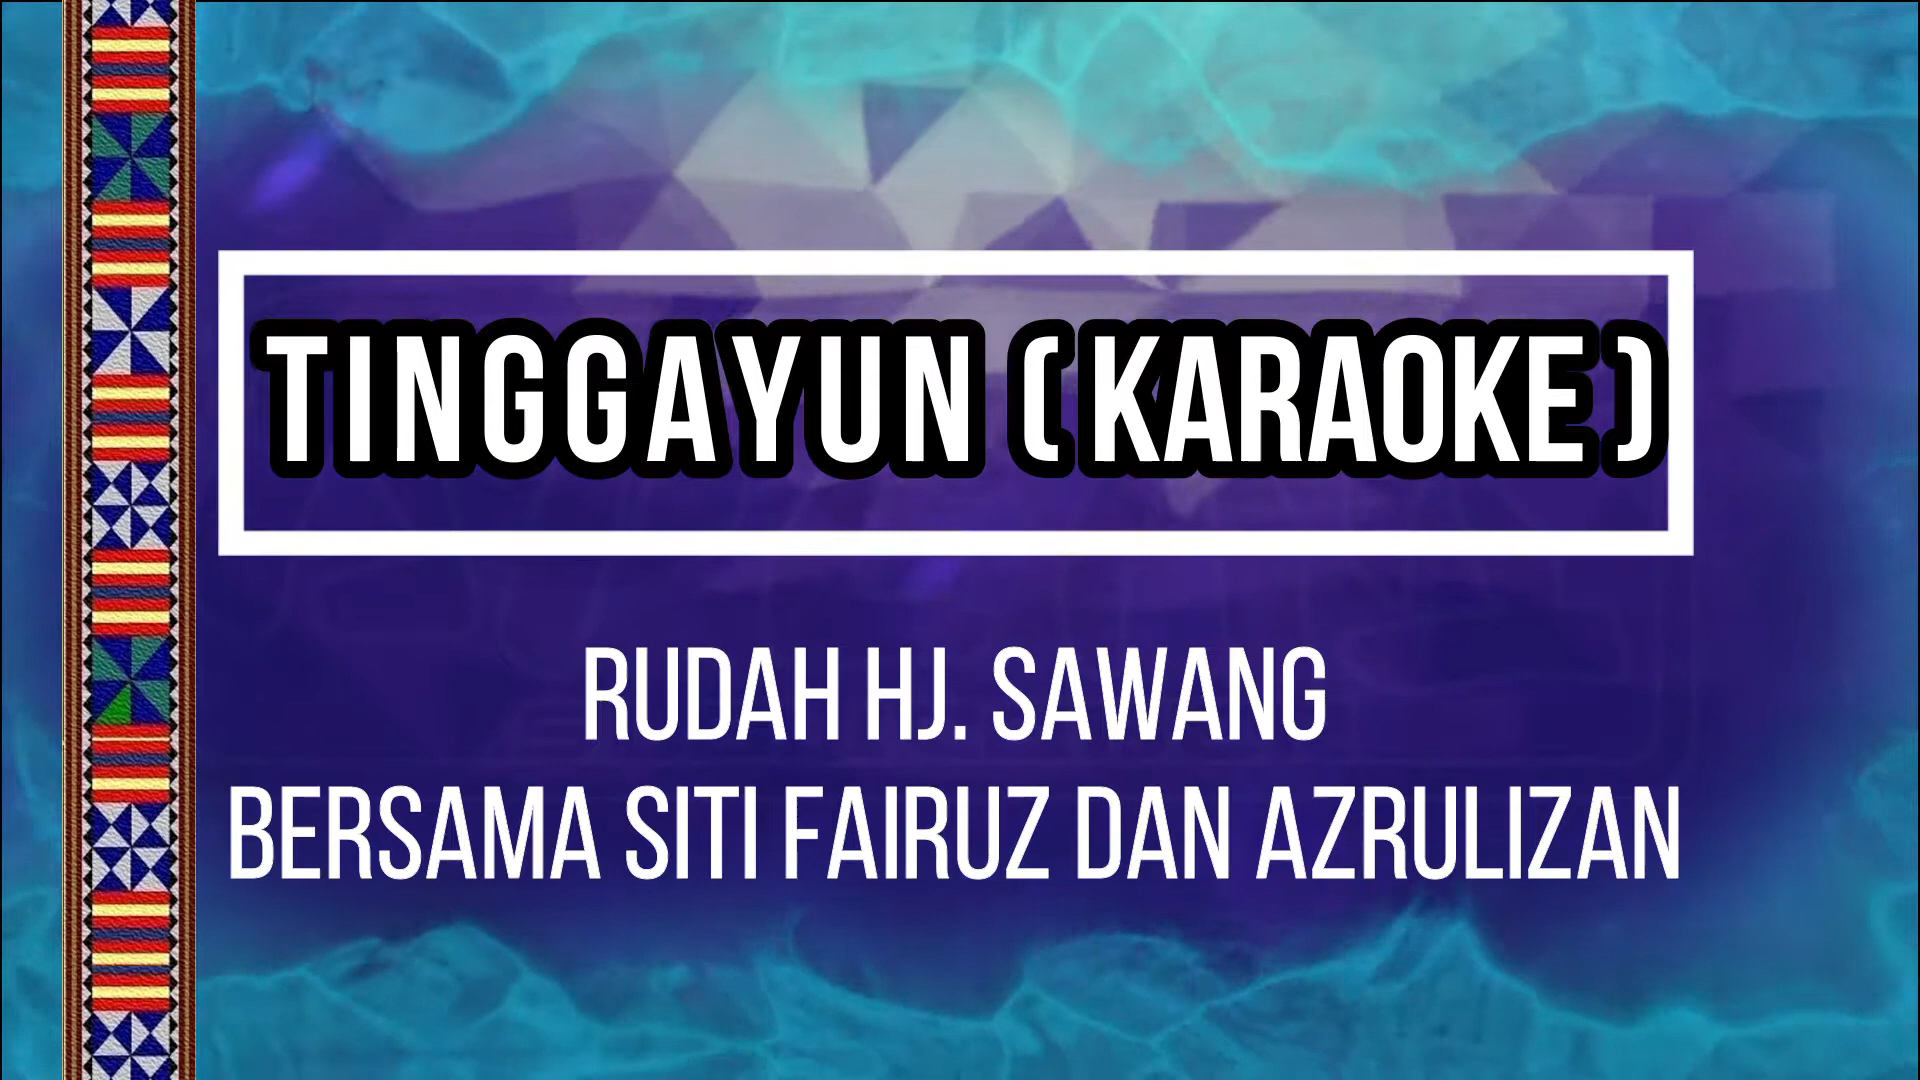 TINGGAYUN (KARAOKE)
RUDAH HJ. SAWANG
BERSAMA SITI FAIRUZ DAN AZRULIZAN